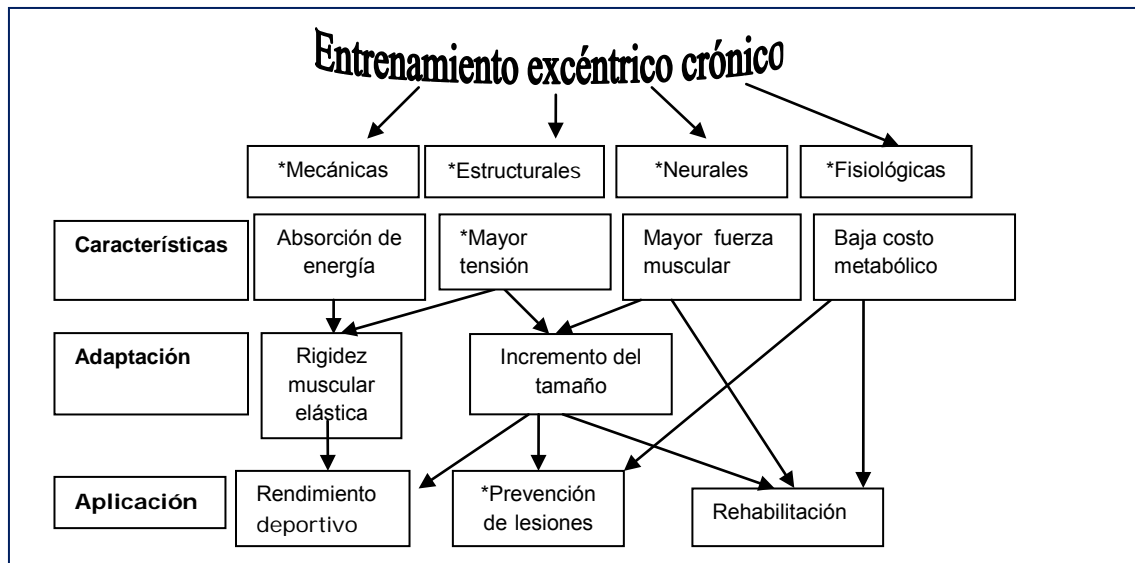 Entrenamiento excéntrico crónico
*Mecánicas
*Estructurales
*Neurales
*Fisiológicas
Características
Absorción de
energía
*Mayor
tensión
Mayor fuerza
muscular
Baja costo
metabólico
Adaptación
Rigidez
muscular
elástica
Incremento del
tamaño
Aplicación
Rendimiento
deportivo
*Prevención
de lesiones
Rehabilitación